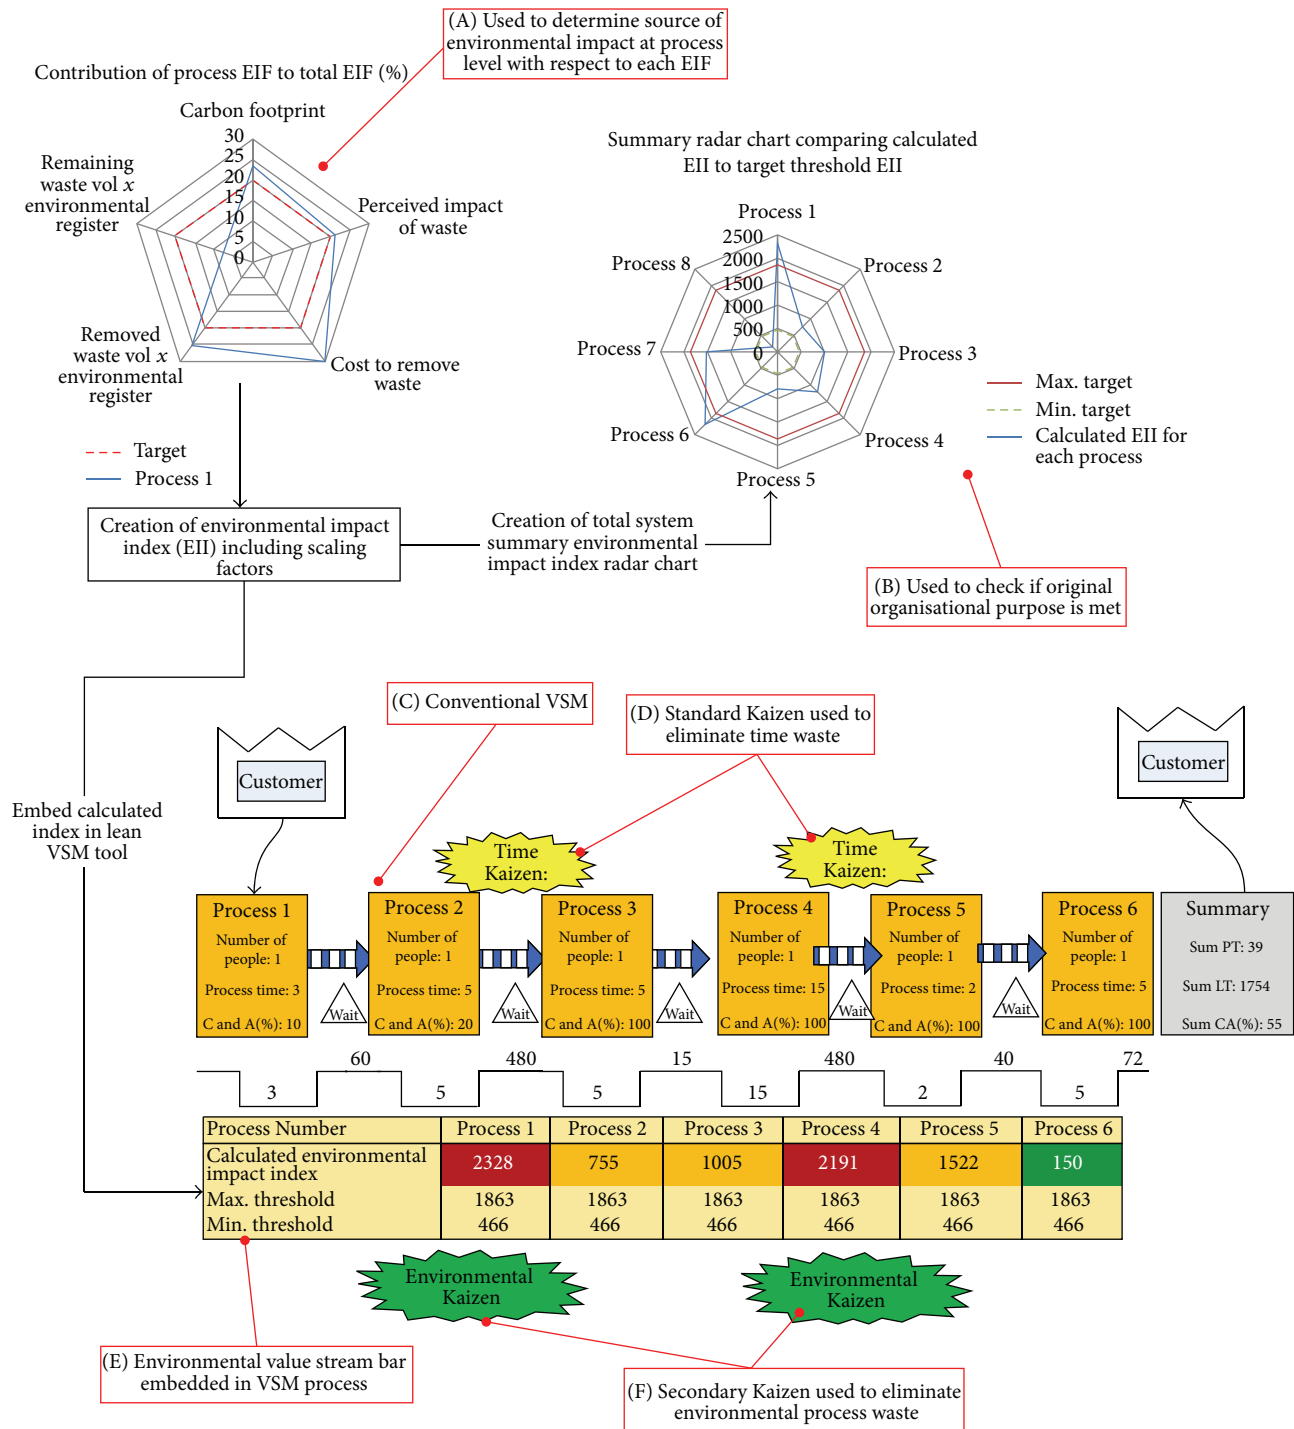 (A) Used to determine source of
environmental impact at process
level with respect to each EIF
Contribution of process EIF to total EIF (%)
Carbon footprint
30
25
20
15
10
5
0
Remaining
waste vol x
environmental
register
Perceived impact
of waste
Removed
waste vol x
environmental
register
Cost to remove
waste
Target
Process 1
Summary radar chart comparing calculated
EII to target threshold EII
Process 1
2500
2000
1500
1000
500
0
Process 8
Process 2
Process 7
Process 3
Process 6
Process 4
Process 5
Max. target
Min. target
Calculated EII for
each process
Creation of environmental impact
index (EII) including scaling
factors
Creation of total system
summary environmental
impact index radar chart
(B) Used to check if original
organisational purpose is met
(C) Conventional VSM
(D) Standard Kaizen used to
eliminate time waste
Customer
Customer
Embed calculated
index in lean
VSM tool
Time
Kaizen:
Time
Kaizen:
Process 1
Number of
people: 1
Process time: 3
C and A(%): 10
Wait
Process 2
Number of
people: 1
Process time: 5
C and A(%): 20
Wait
Process 3
Number of
people: 1
Process time: 5
C and A(%): 100
Wait
Process 4
Number of
people: 1
Process time: 15
C and A(%): 100
Wait
Process 5
Number of
people: 1
Process time: 2
C and A(%): 100
Wait
Process 6
Number of
people: 1
Process time: 5
C and A(%): 100
Summary
Sum PT: 39
Sum LT: 1754
Sum CA(%): 55
60 480 15 480 40 72
3 5 5 15 2 5
Process Number Process 1 Process 2 Process 3 Process 4 Process 5 Process 6
Calculated environmental
impact index 2328 755 1005 2191 1522 150
Max. threshold 1863 1863 1863 1863 1863 1863
Min. threshold 466 466 466 466 466 466
Environmental
Kaizen
Environmental
Kaizen
(E) Environmental value stream bar
embedded in VSM process
(F) Secondary Kaizen used to eliminate
environmental process waste